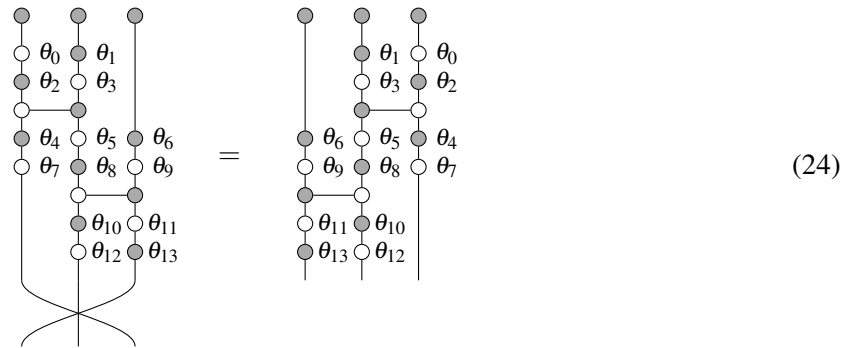 θ₀ θ₁ θ₁ θ₀
θ₂ θ₃ θ₃ θ₂
θ₄ θ₅ θ₆ θ₆ θ₅ θ₄
= (24)
θ₇ θ₈ θ₉ θ₉ θ₈ θ₇
θ₁₀ θ₁₁ θ₁₁ θ₁₀
θ₁₂ θ₁₃ θ₁₃ θ₁₂